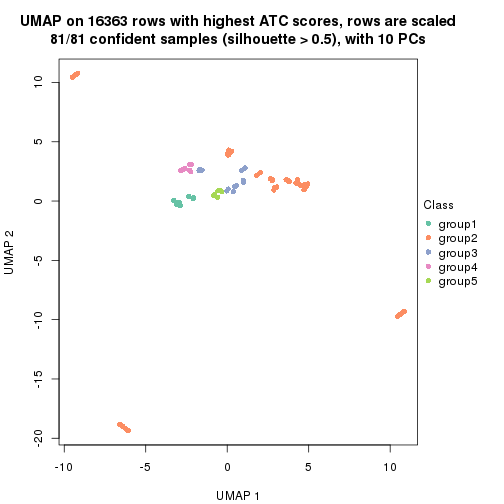 UMAP on 16363 rows with highest ATC scores, rows are scaled
81/81 confident samples (silhouette > 0.5), with 10 PCs
10
5
0
-5
-10
-15
-20
UMAP 2
-10
-5
0
5
10
UMAP 1
Class
group1
group2
group3
group4
group5